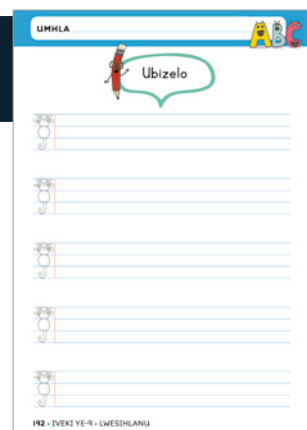 UMHLA
ABC
Ubizelo
192 • IVEKI YE-9 • LWESIHLANU